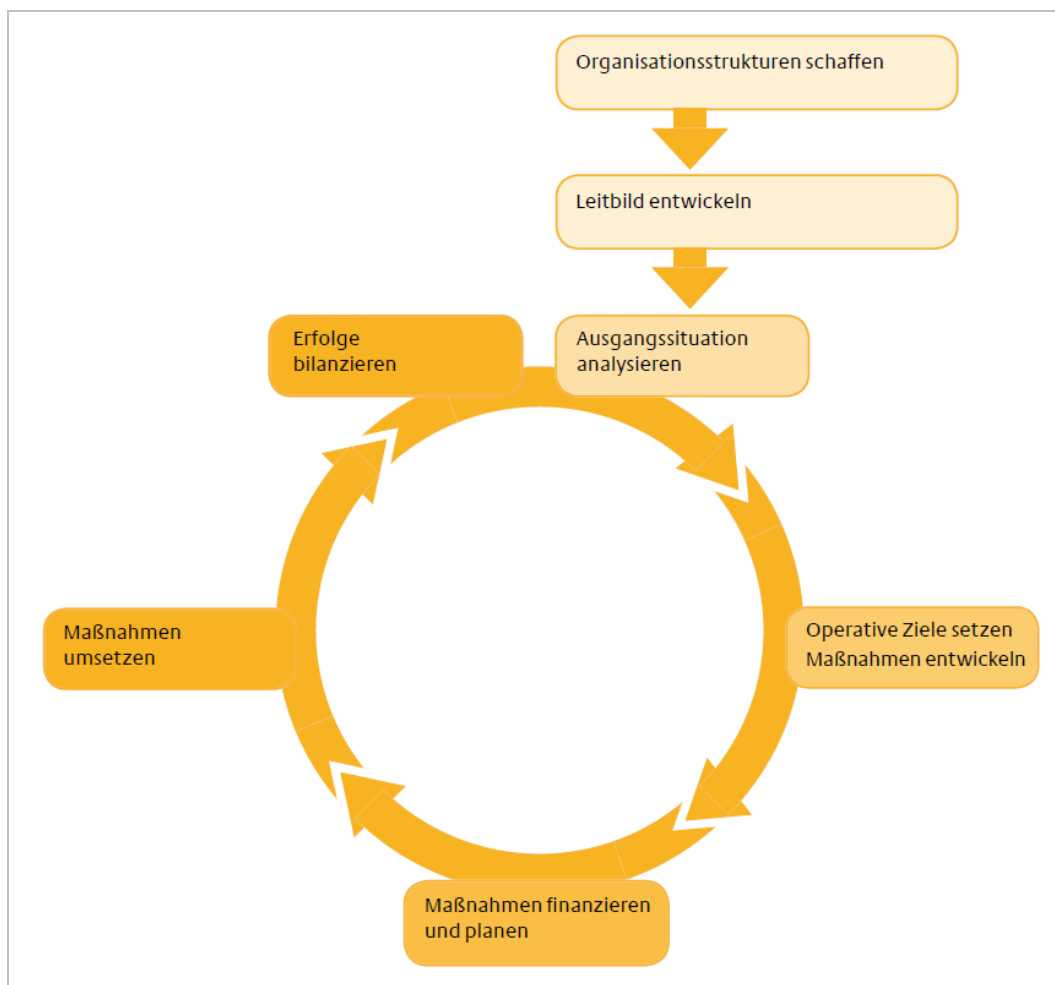 Organisationsstrukturen schaffen
Leitbild entwickeln
Ausgangssituation
analysieren
Operative Ziele setzen
Maßnahmen entwickeln
Maßnahmen finanzieren
und planen
Maßnahmen
umsetzen
Erfolge
bilanzieren